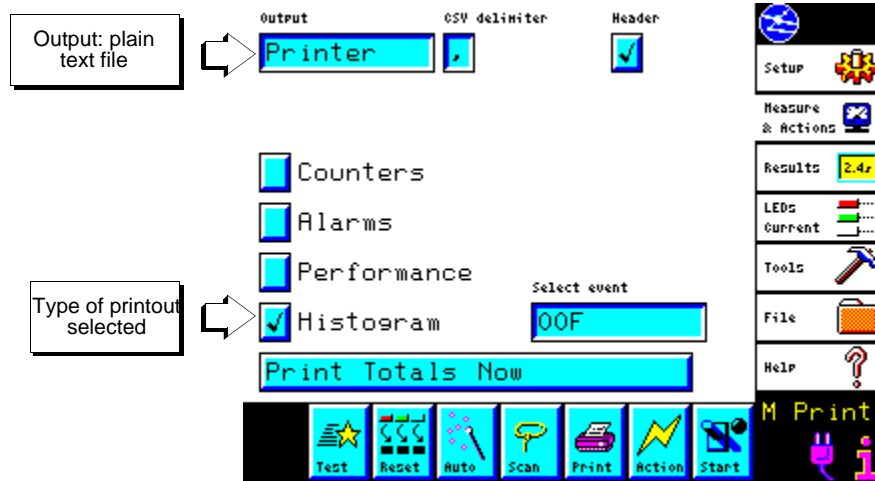 Output: plain
text file
Output CSV delimiter Header
Printer , ✓
Counters
Alarms
Performance
Type of printout
selected
Select event
✓ Histogram OOF
Print Totals Now
Test Reset Auto Scan Print Action Start
Setup
Measure
& Actions
Results 2.4r
LEDs
Current
Tools
File
Help
M Print